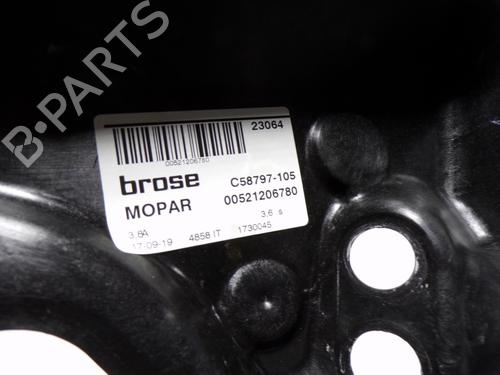 B-PARTS
23064
00521206780
brose C58797-105
MOPAR 00521206780
3,6A 3,6 s
17-09-19 4858 IT 1730045